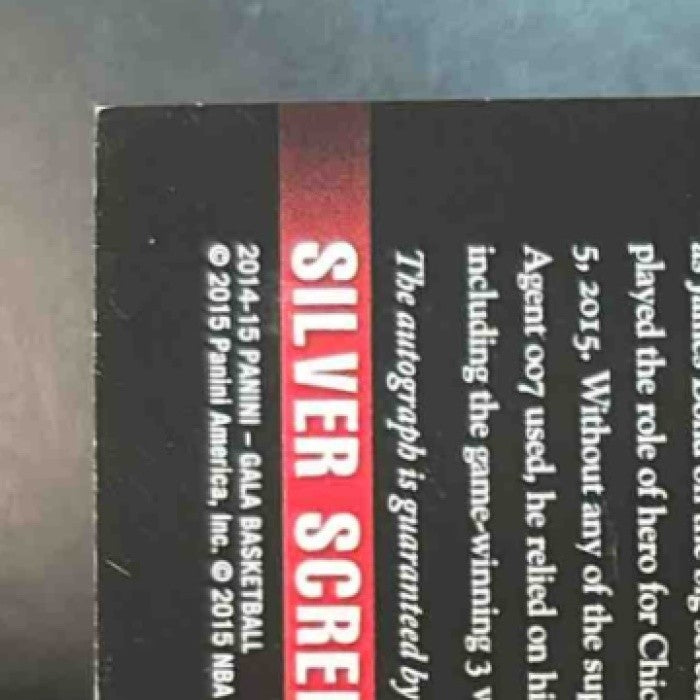 played the role of hero for Chi
5, 2015. Without any of the sup
Agent 007 used, he relied on hi
including the game-winning 3
The autograph is guaranteed by
SILVER SCREE
2014-15 PANINI – GALA BASKETBALL
© 2015 Panini America, Inc. © 2015 NBA